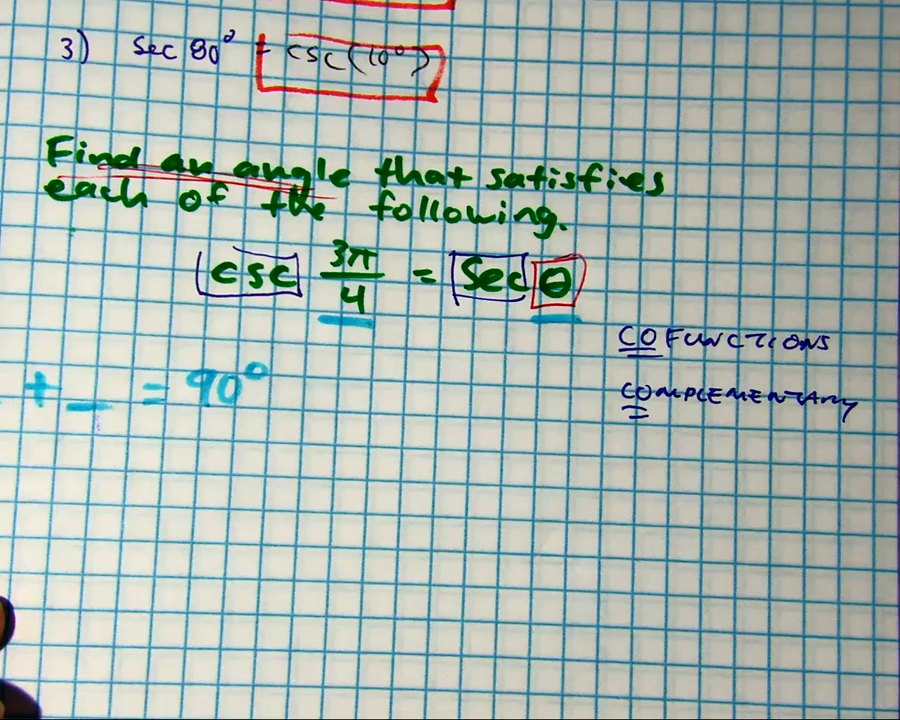 3) sec 80° = csc(10°)
Find an angle that satisfies
each of the following.
csc 3π/4 = sec θ
COFUNCTIONS
COMPLEMENTARY
+ _ = 90°